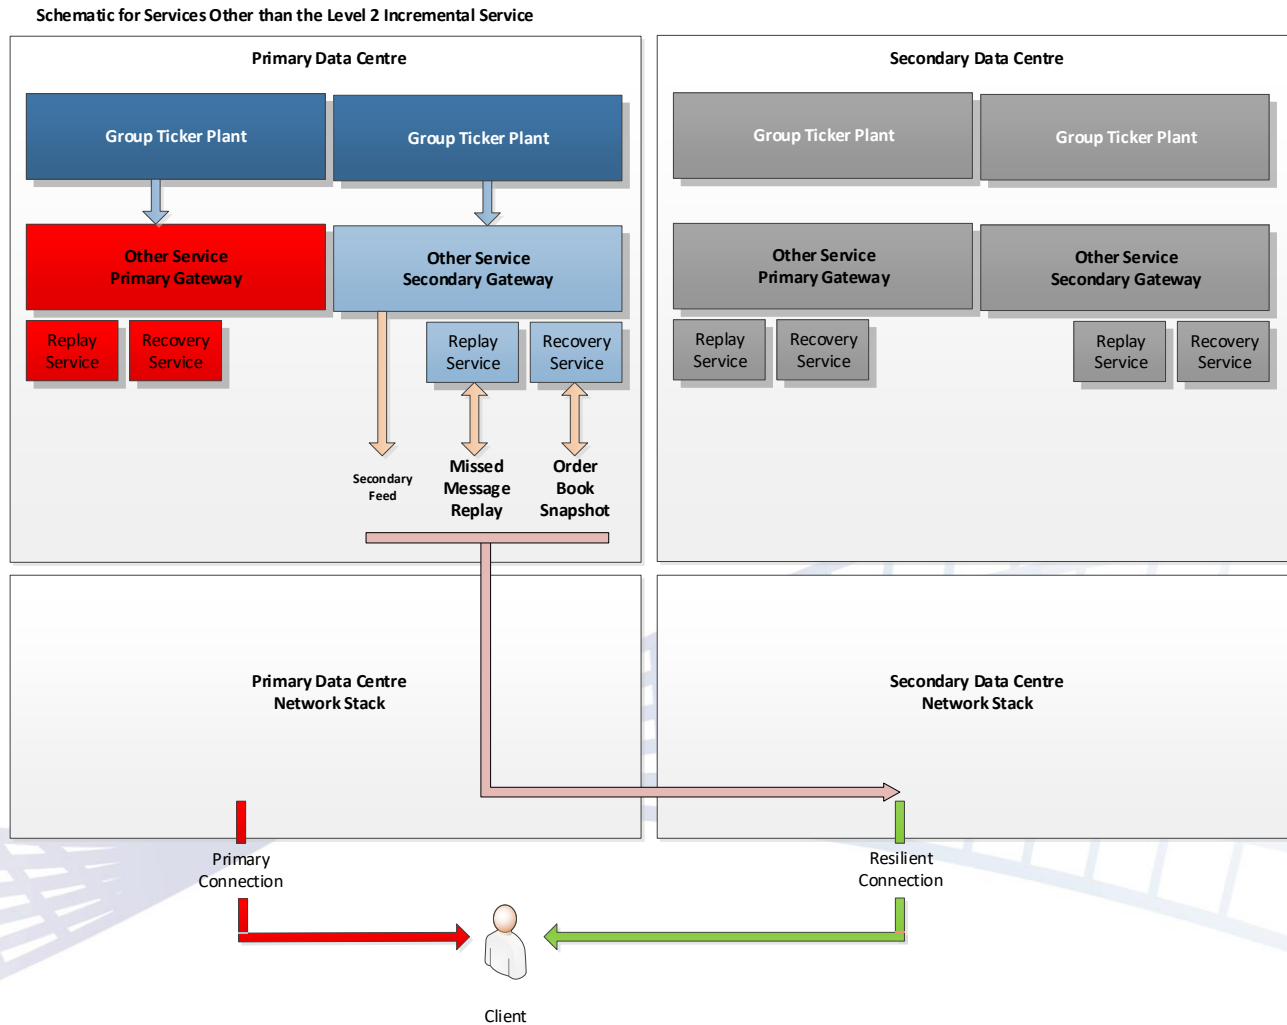 Schematic for Services Other than the Level 2 Incremental Service
Primary Data Centre
Group Ticker Plant
Group Ticker Plant
Other Service
Primary Gateway
Other Service
Secondary Gateway
Replay
Service
Recovery
Service
Replay
Service
Recovery
Service
Secondary
Feed
Missed
Message
Replay
Order
Book
Snapshot
Secondary Data Centre
Group Ticker Plant
Group Ticker Plant
Other Service
Primary Gateway
Other Service
Secondary Gateway
Replay
Service
Recovery
Service
Replay
Service
Recovery
Service
Primary Data Centre
Network Stack
Secondary Data Centre
Network Stack
Primary
Connection
Resilient
Connection
Client